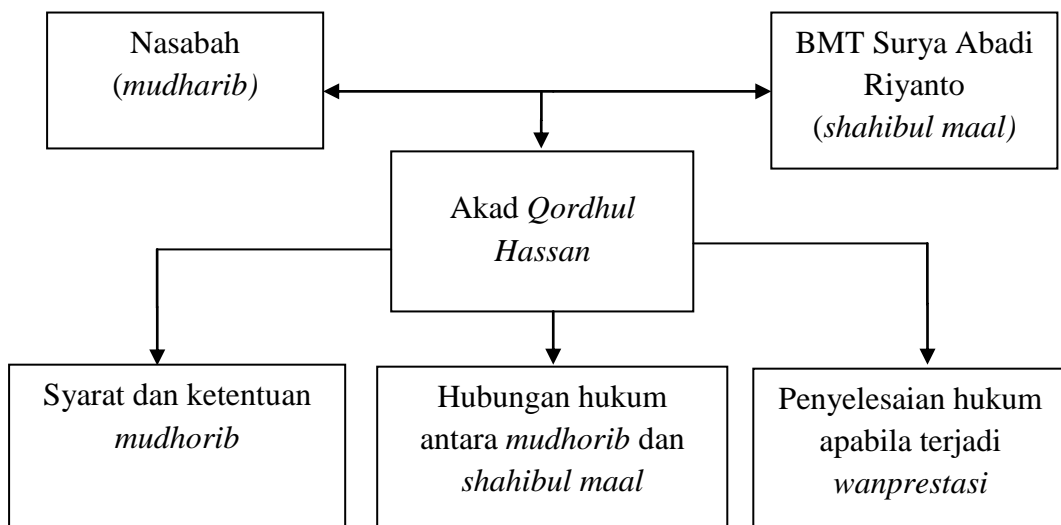 Nasabah
(mudharib)
BMT Surya Abadi
Riyanto
(shahibul maal)
Akad Qordhul
Hassan
Syarat dan ketentuan
mudhorib
Hubungan hukum
antara mudhorib dan
shahibul maal
Penyelesaian hukum
apabila terjadi
wanprestasi